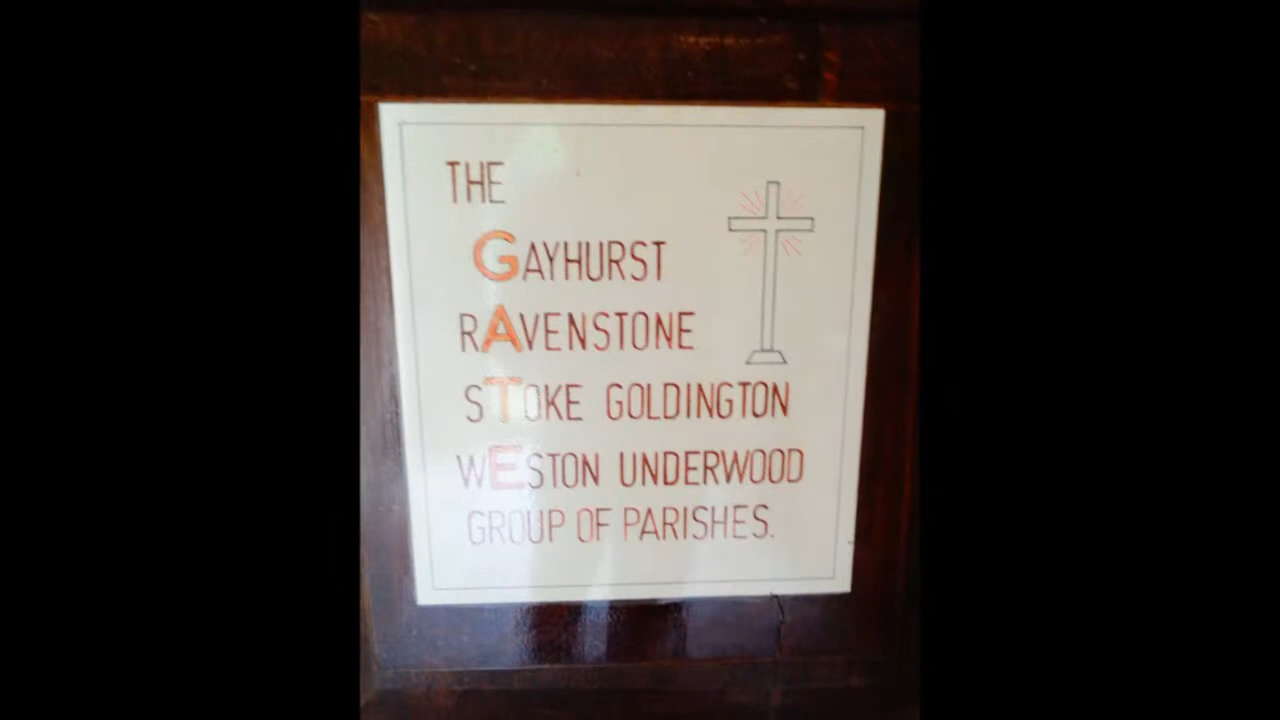 THE
GAYHURST
RAVENSTONE
STOKE GOLDINGTON
WESTON UNDERWOOD
GROUP OF PARISHES.